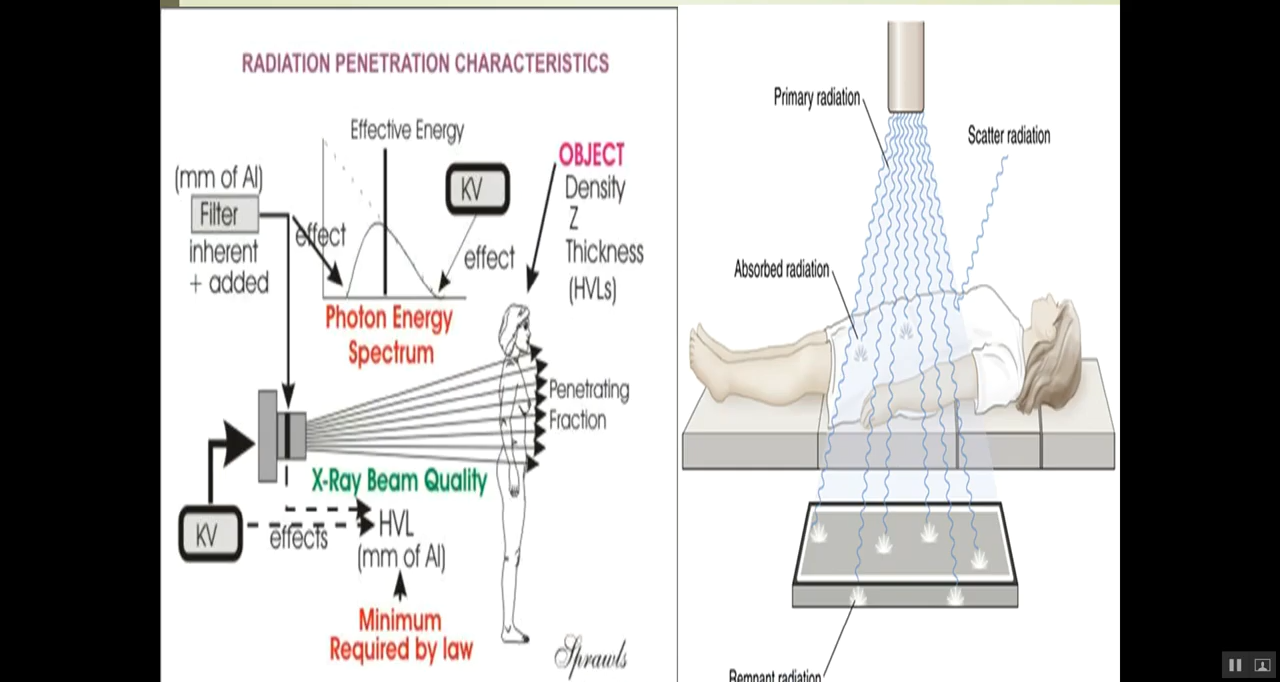 RADIATION PENETRATION CHARACTERISTICS
Effective Energy
(mm of Al)
Filter
inherent
+ added
effect
KV
effect
OBJECT
Density
Z
Thickness
(HVLs)
Photon Energy
Spectrum
Penetrating
Fraction
X-Ray Beam Quality
KV
effects
HVL
(mm of Al)
Minimum
Required by law
Sprawls
Primary radiation
Scatter radiation
Absorbed radiation
Remnant radiation